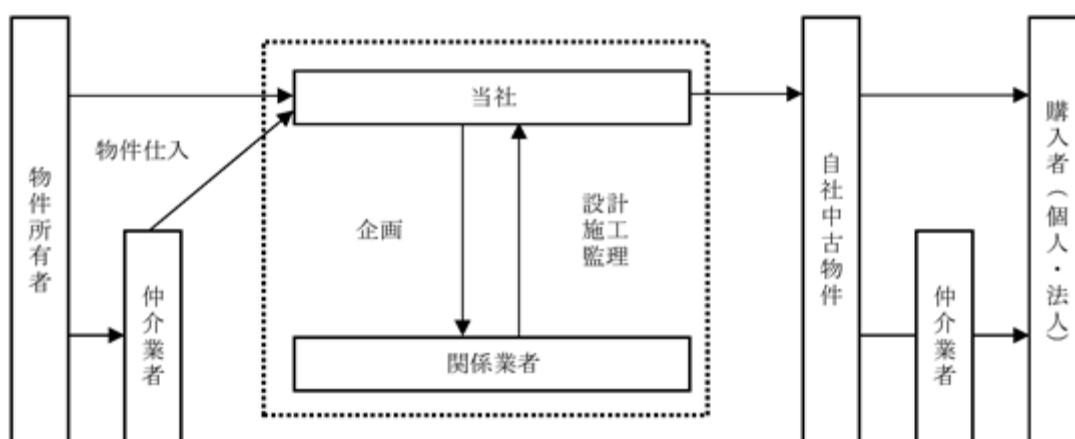 物件所有者
物件仕入
仲介業者
当社
企画
設計
施工
監理
関係業者
自社中古物件
仲介業者
購入者（個人・法人）